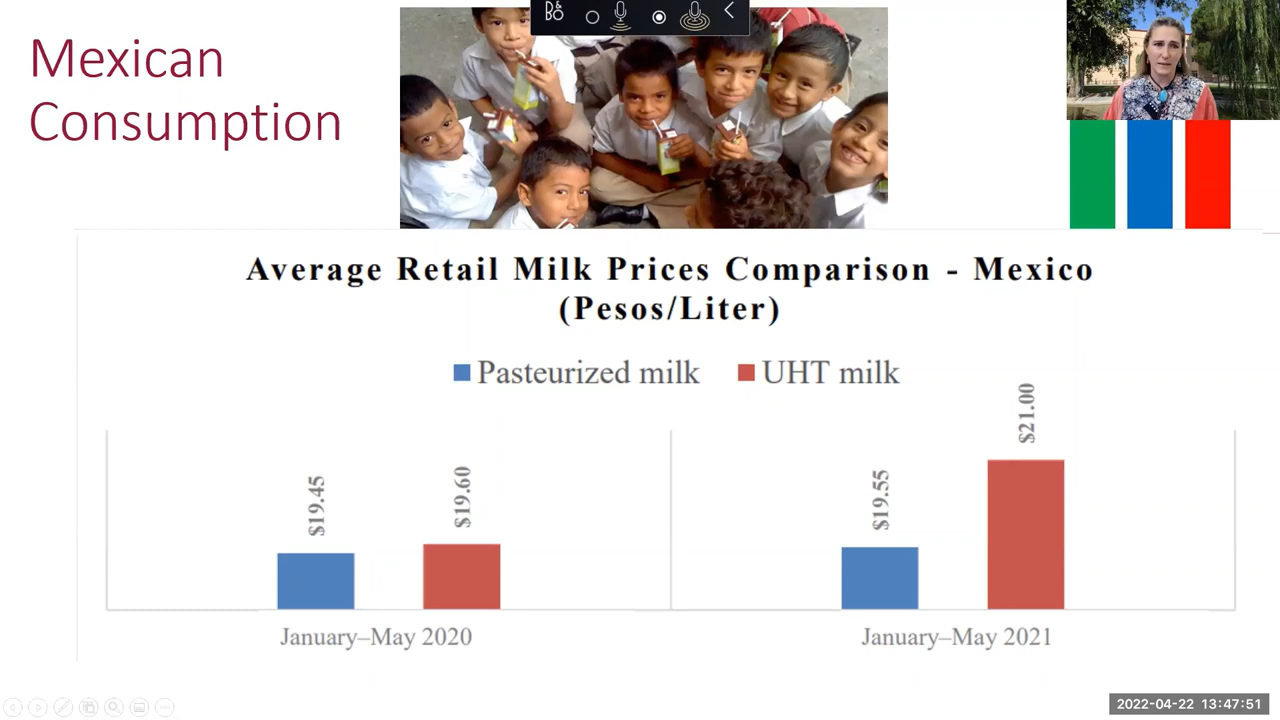 Mexican
Consumption
B&O
Average Retail Milk Prices Comparison - Mexico
(Pesos/Liter)
Pasteurized milk
UHT milk
$19.45
$19.60
$19.55
$21.00
January–May 2020
January–May 2021
2022-04-22 13:47:51